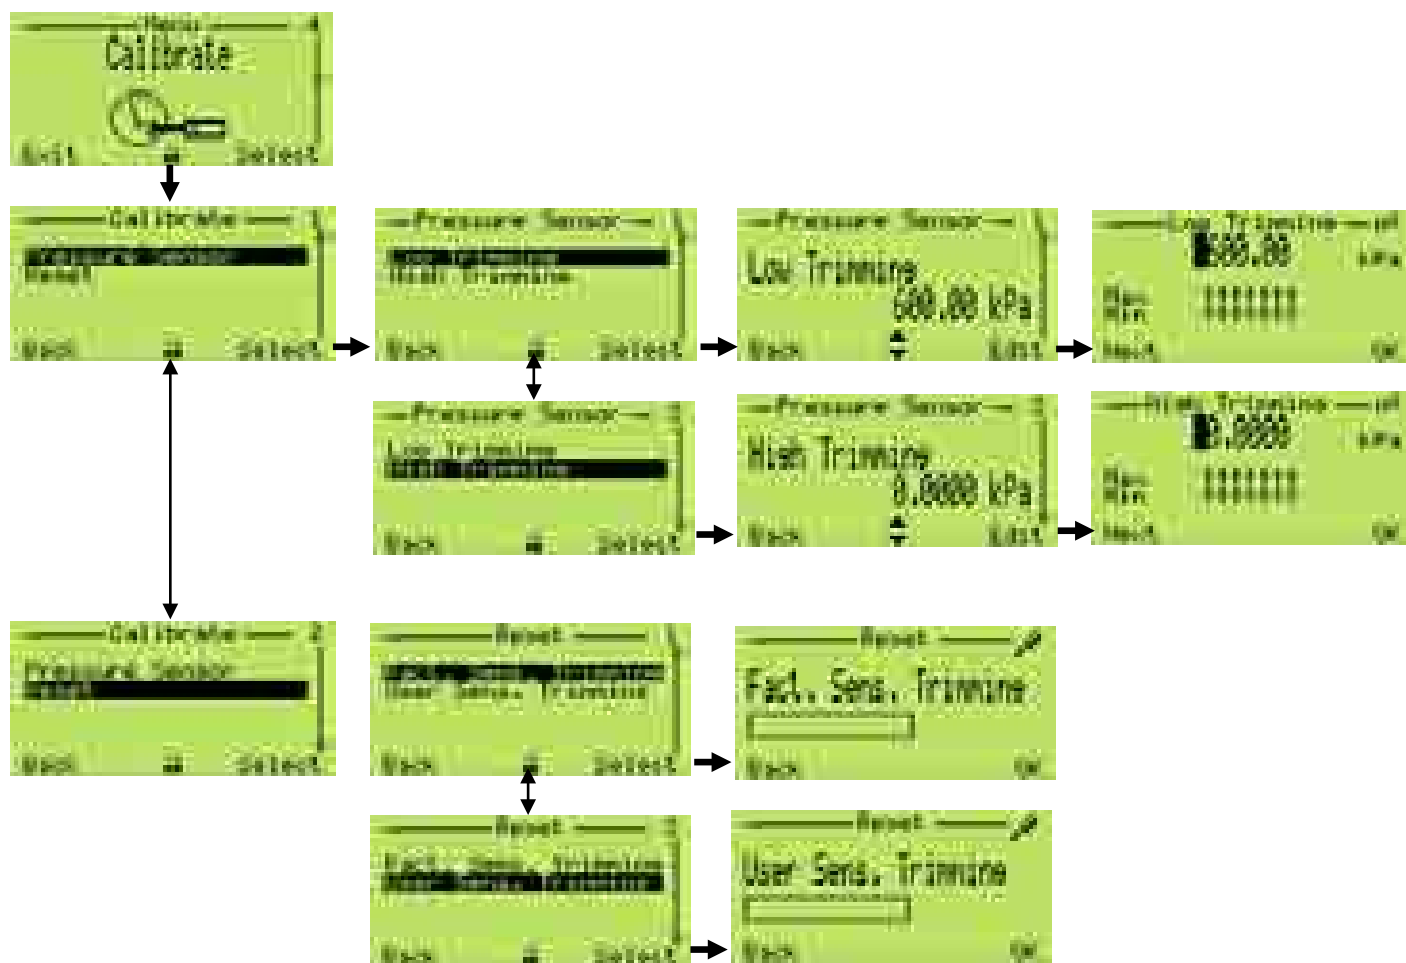 Menu 4
Calibrate
Exit Select
Calibrate 1
Pressure Sensor
Reset
Back Select
Pressure Sensor 1
Low Trimming
High Trimming
Back Select
Pressure Sensor
Low Trimming
600.00 kPa
Back Edit
Low Trimming
600.00 kPa
Max
Min
Next OK
Pressure Sensor
Low Trimming
High Trimming
Back Select
Pressure Sensor
High Trimming
0.0000 kPa
Back Edit
High Trimming
0.0000 kPa
Max
Min
Next OK
Calibrate 2
Pressure Sensor
Reset
Back Select
Reset
User Sens. Trimming
Back Select
Reset
Fact. Sens. Trimming
Back OK
Reset
Fact. Sens. Trimming
User Sens. Trimming
Back Select
Reset
User Sens. Trimming
Back OK